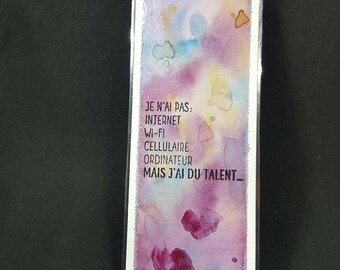 JE N'AI PAS:
INTERNET
WI-FI
CELLULAIRE
ORDINATEUR
MAIS J'AI DU TALENT...